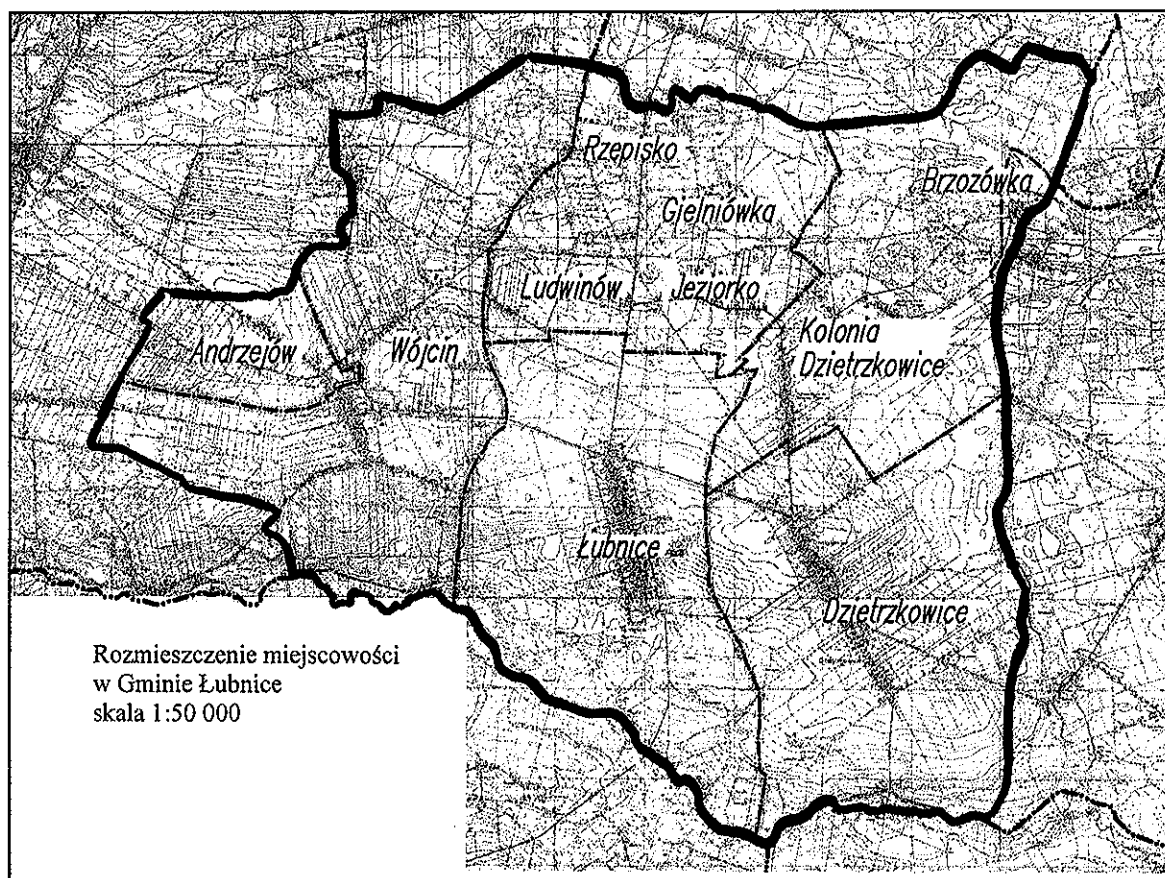 Rzepisko
Brzozówka
Gjelniówka
Ludwinów
Jeziorko
Andrzejów
Wójcin
Kolonia
Dzietrzkowice
Łubnice
Dzietrzkowice
Rozmieszczenie miejscowości
w Gminie Łubnice
skala 1:50 000